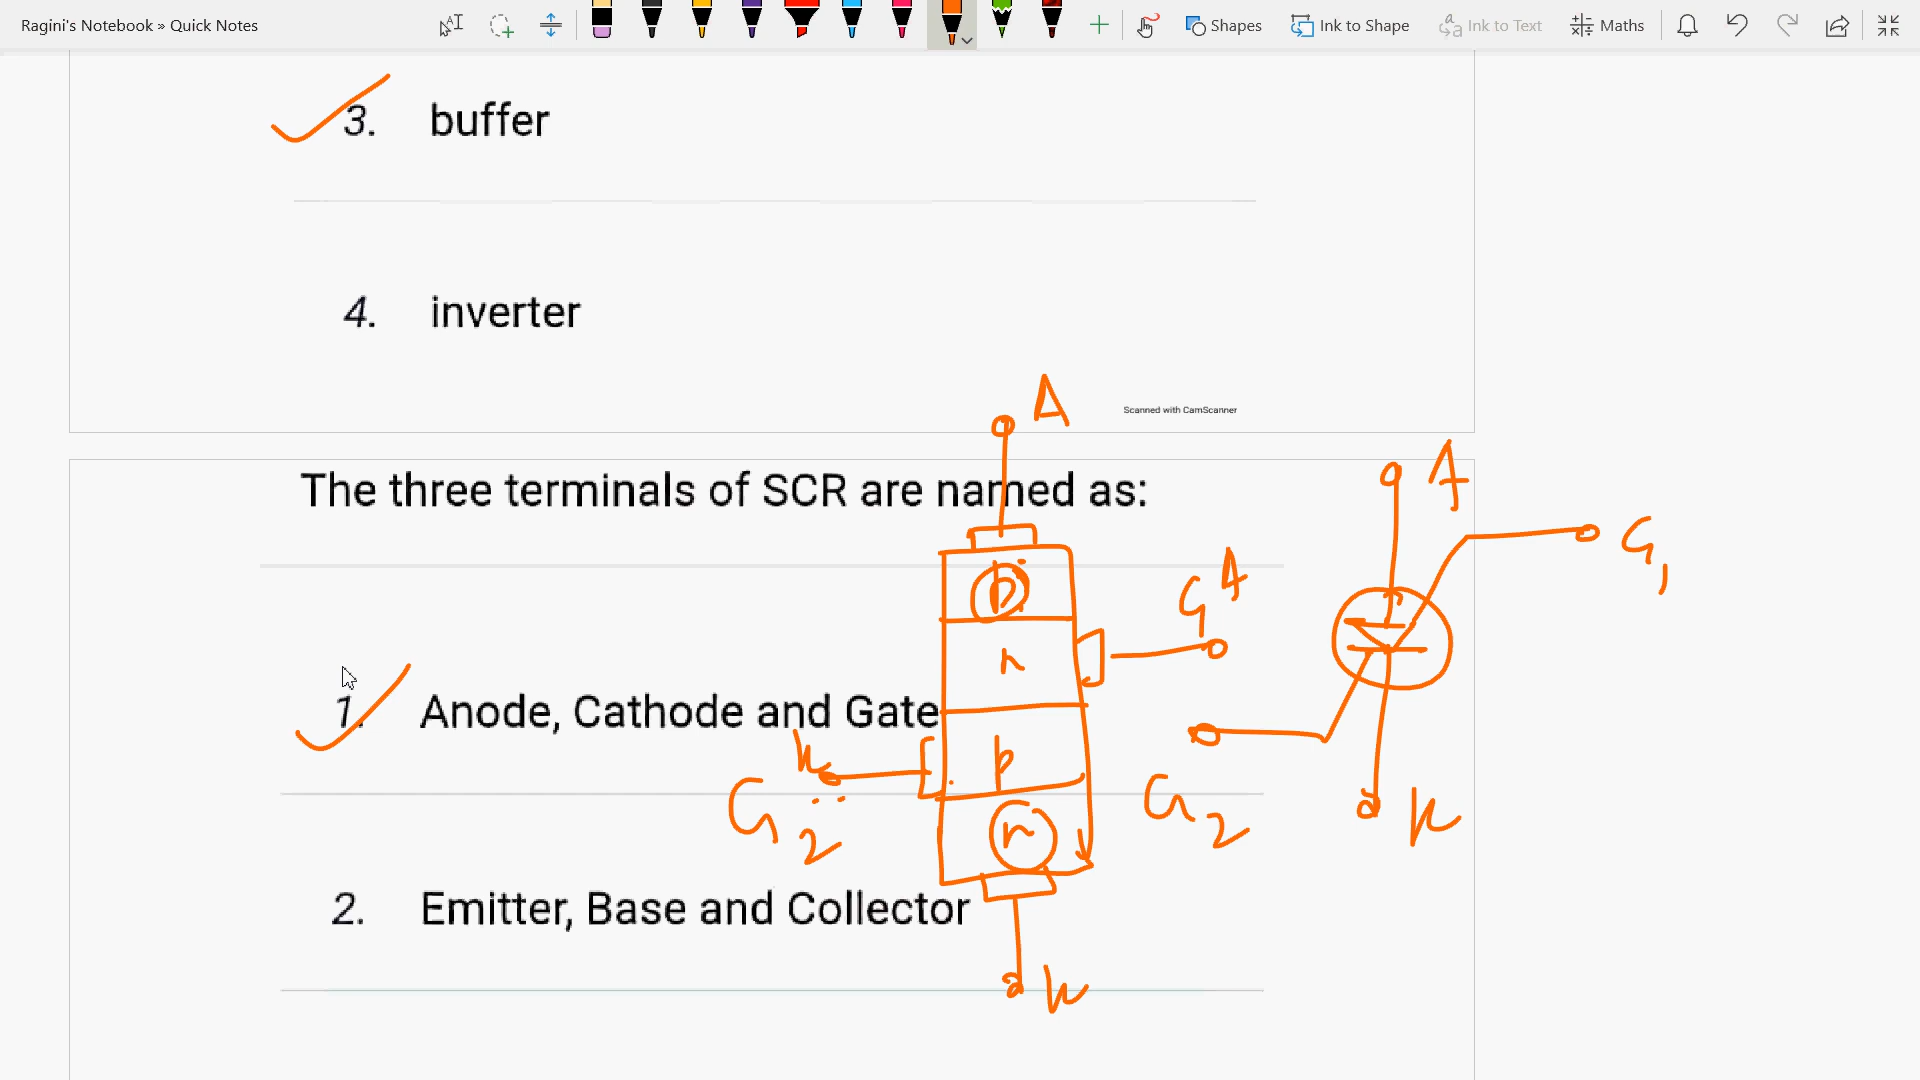 Ragini's Notebook » Quick Notes
Shapes
Ink to Shape
Ink to Text
Maths
3. buffer
4. inverter
Scanned with CamScanner
A
The three terminals of SCR are named as:
A
G1
p
GA
n
1. Anode, Cathode and Gate
K
p
G2
G2
K
n
2. Emitter, Base and Collector
K